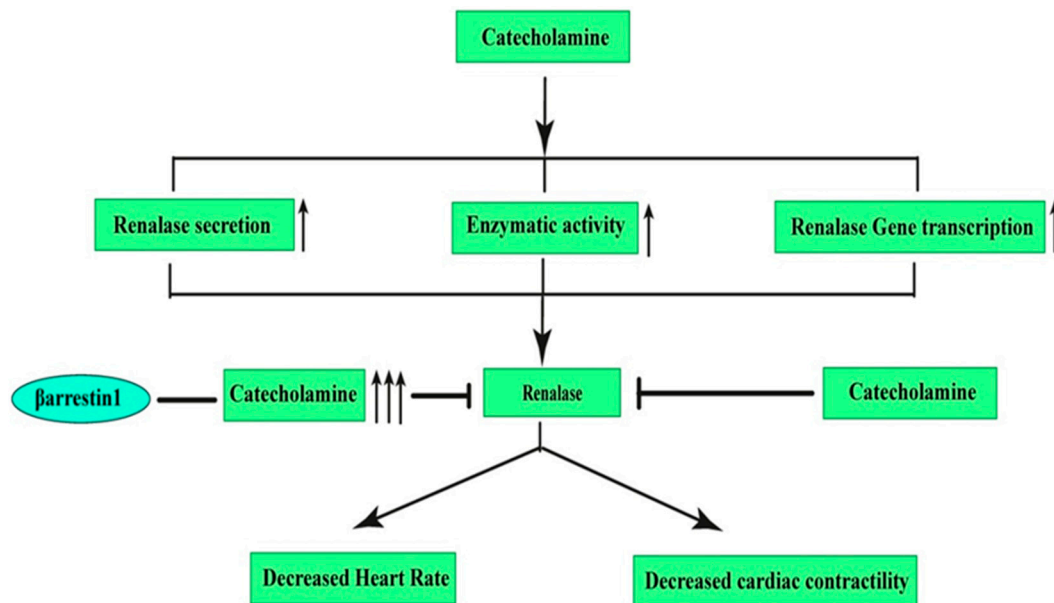 Catecholamine
Renalase secretion
Enzymatic activity
Renalase Gene transcription
βarrestin1
Catecholamine
Renalase
Catecholamine
Decreased Heart Rate
Decreased cardiac contractility